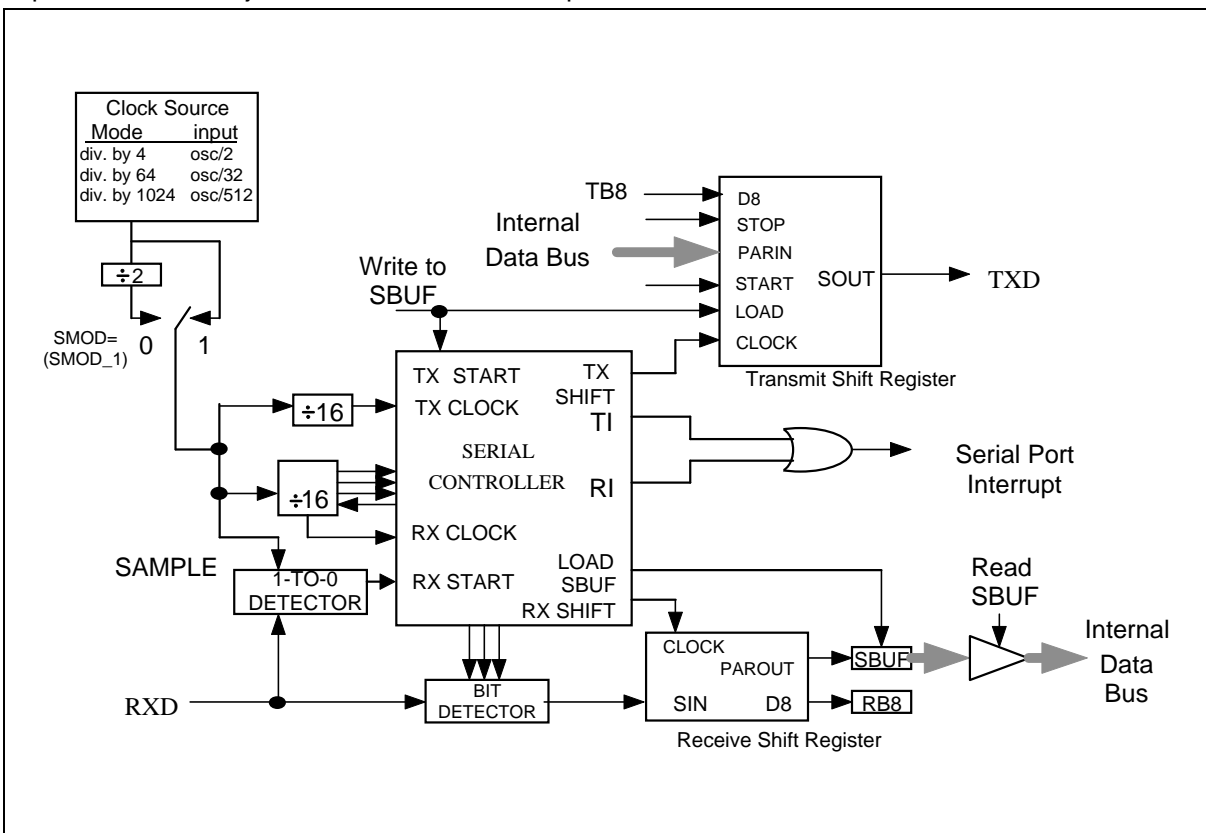 Clock Source
Mode input
div. by 4 osc/2
div. by 64 osc/32
div. by 1024 osc/512
÷2
SMOD=
(SMOD_1)
0 1
Write to
SBUF
TB8
Internal
Data Bus
D8
STOP
PARIN
START
LOAD
CLOCK
SOUT
TXD
Transmit Shift Register
÷16
÷16
TX START
TX CLOCK
SERIAL
CONTROLLER
RX CLOCK
RX START
TX
SHIFT
TI
RI
LOAD
SBUF
RX SHIFT
Serial Port
Interrupt
SAMPLE
1-TO-0
DETECTOR
RXD
BIT
DETECTOR
CLOCK
PAROUT
SIN D8
Receive Shift Register
SBUF
RB8
Read
SBUF
Internal
Data
Bus